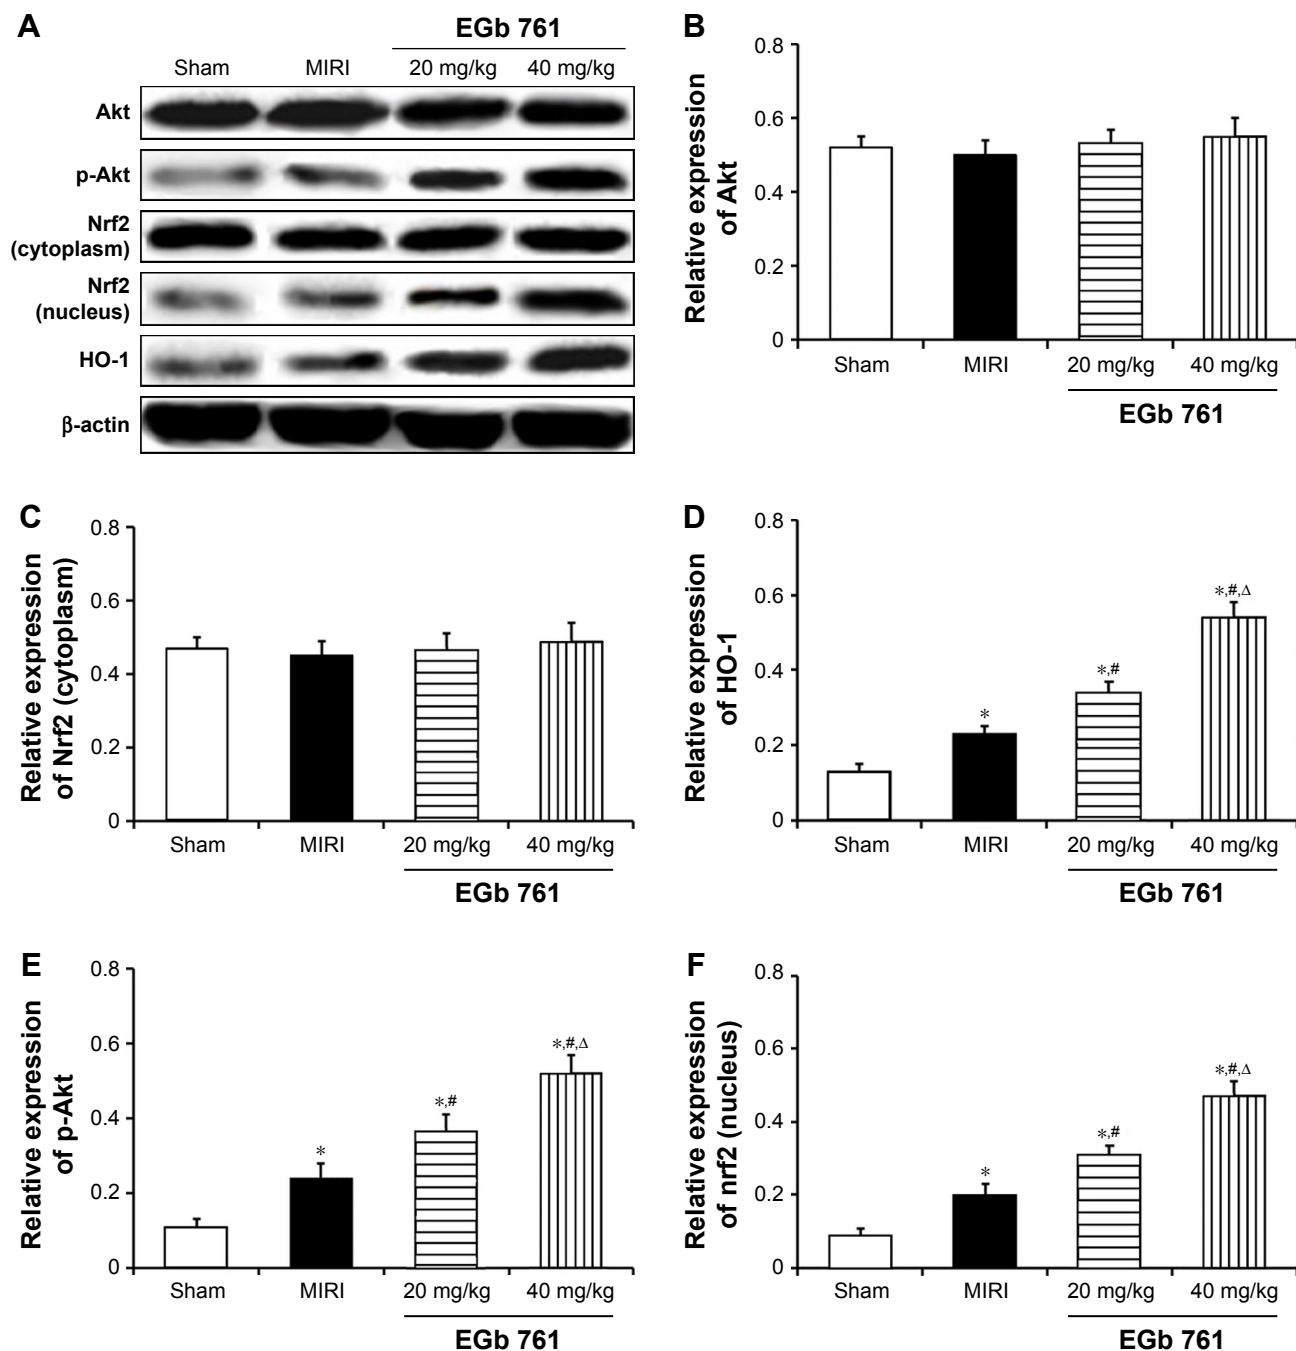 A
EGb 761
Sham MIRI 20 mg/kg 40 mg/kg
Akt
p-Akt
Nrf2
(cytoplasm)
Nrf2
(nucleus)
HO-1
β-actin
B
Relative expression
of Akt
0.8
0.6
0.4
0.2
0
Sham MIRI 20 mg/kg 40 mg/kg
EGb 761
C
Relative expression
of Nrf2 (cytoplasm)
0.8
0.6
0.4
0.2
0
Sham MIRI 20 mg/kg 40 mg/kg
EGb 761
D
Relative expression
of HO-1
0.8
0.6
0.4
0.2
0
*
*,#
*,#,Δ
Sham MIRI 20 mg/kg 40 mg/kg
EGb 761
E
Relative expression
of p-Akt
0.8
0.6
0.4
0.2
0
*
*,#
*,#,Δ
Sham MIRI 20 mg/kg 40 mg/kg
EGb 761
F
Relative expression
of nrf2 (nucleus)
0.8
0.6
0.4
0.2
0
*
*,#
*,#,Δ
Sham MIRI 20 mg/kg 40 mg/kg
EGb 761